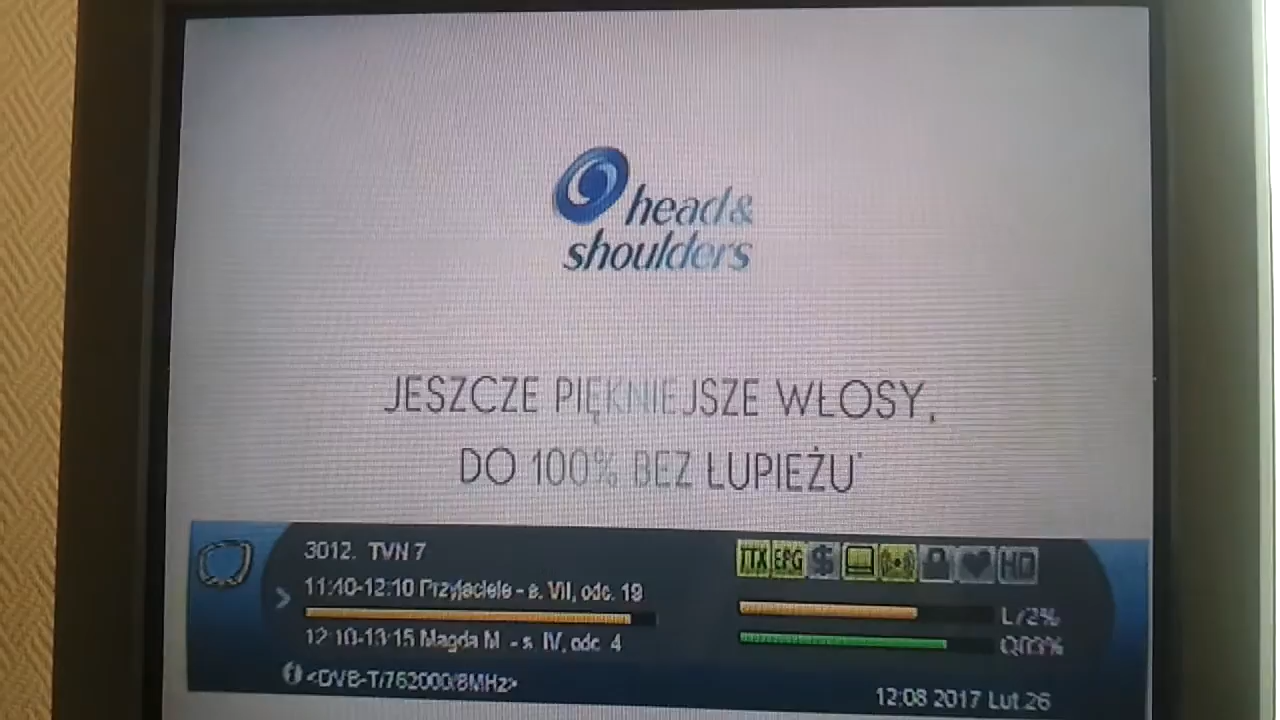 head&
shoulders
JESZCZE PIĘKNIEJSZE WŁOSY,
DO 100% BEZ ŁUPIEŻU*
3012. TVN 7
TTX EPG $ HD
11:40-12:10 Przyjaciele - s. VII, odc. 19
12:10-13:15 Magda M. - s. IV, odc. 4
<DVB-T/762000/8MHz>
12:08 2017 Lut 26